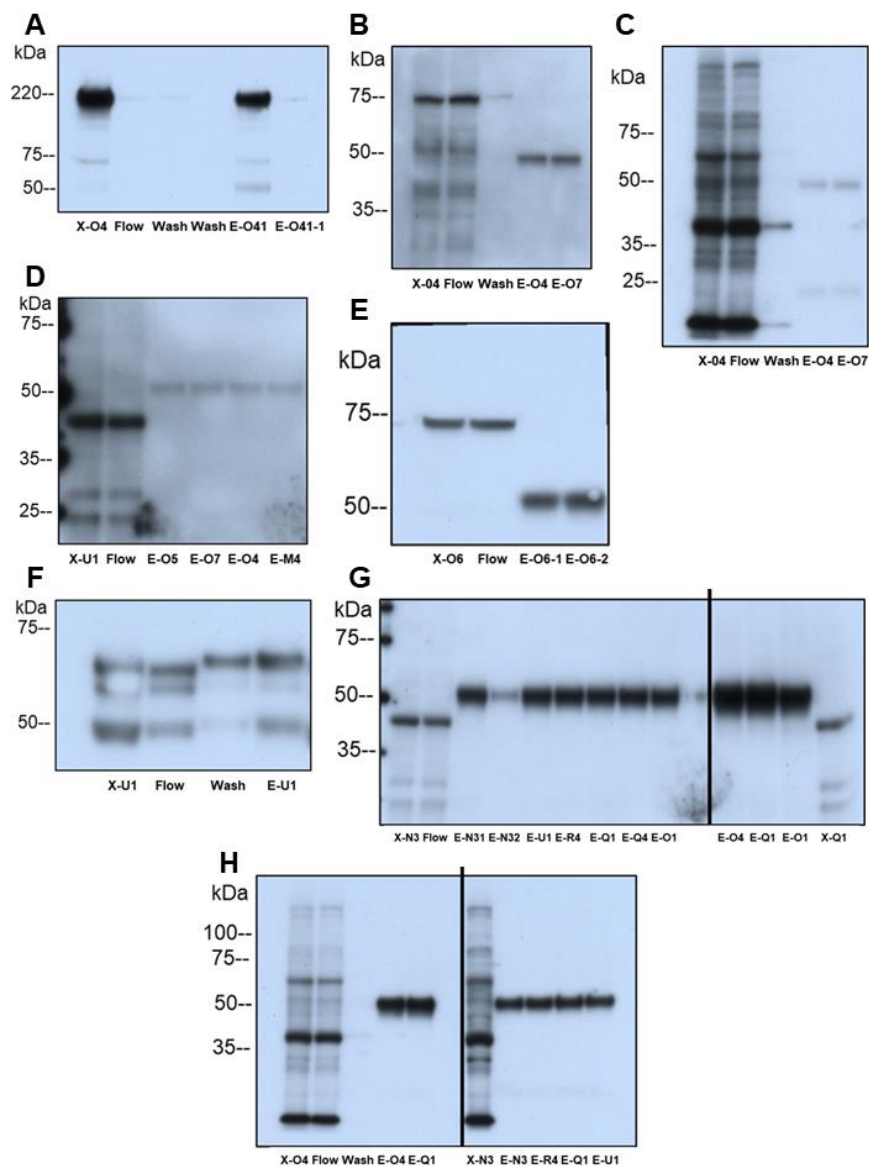 A
kDa
220--
75--
50--
X-O4 Flow Wash Wash E-O41 E-O41-1
B
kDa
75--
50--
35--
X-04 Flow Wash E-O4 E-O7
C
kDa
75--
50--
35--
25--
X-04 Flow Wash E-O4 E-O7
D
kDa
75--
50--
35--
25--
X-U1 Flow E-O5 E-O7 E-O4 E-M4
E
kDa
75--
50--
X-O6 Flow E-O6-1 E-O6-2
F
kDa
75--
50--
X-U1 Flow Wash E-U1
G
kDa
75--
50--
35--
X-N3 Flow E-N31 E-N32 E-U1 E-R4 E-Q1 E-Q4 E-O1 E-O4 E-Q1 E-O1 X-Q1
H
kDa
100--
75--
50--
35--
X-O4 Flow Wash E-O4 E-Q1 X-N3 E-N3 E-R4 E-Q1 E-U1